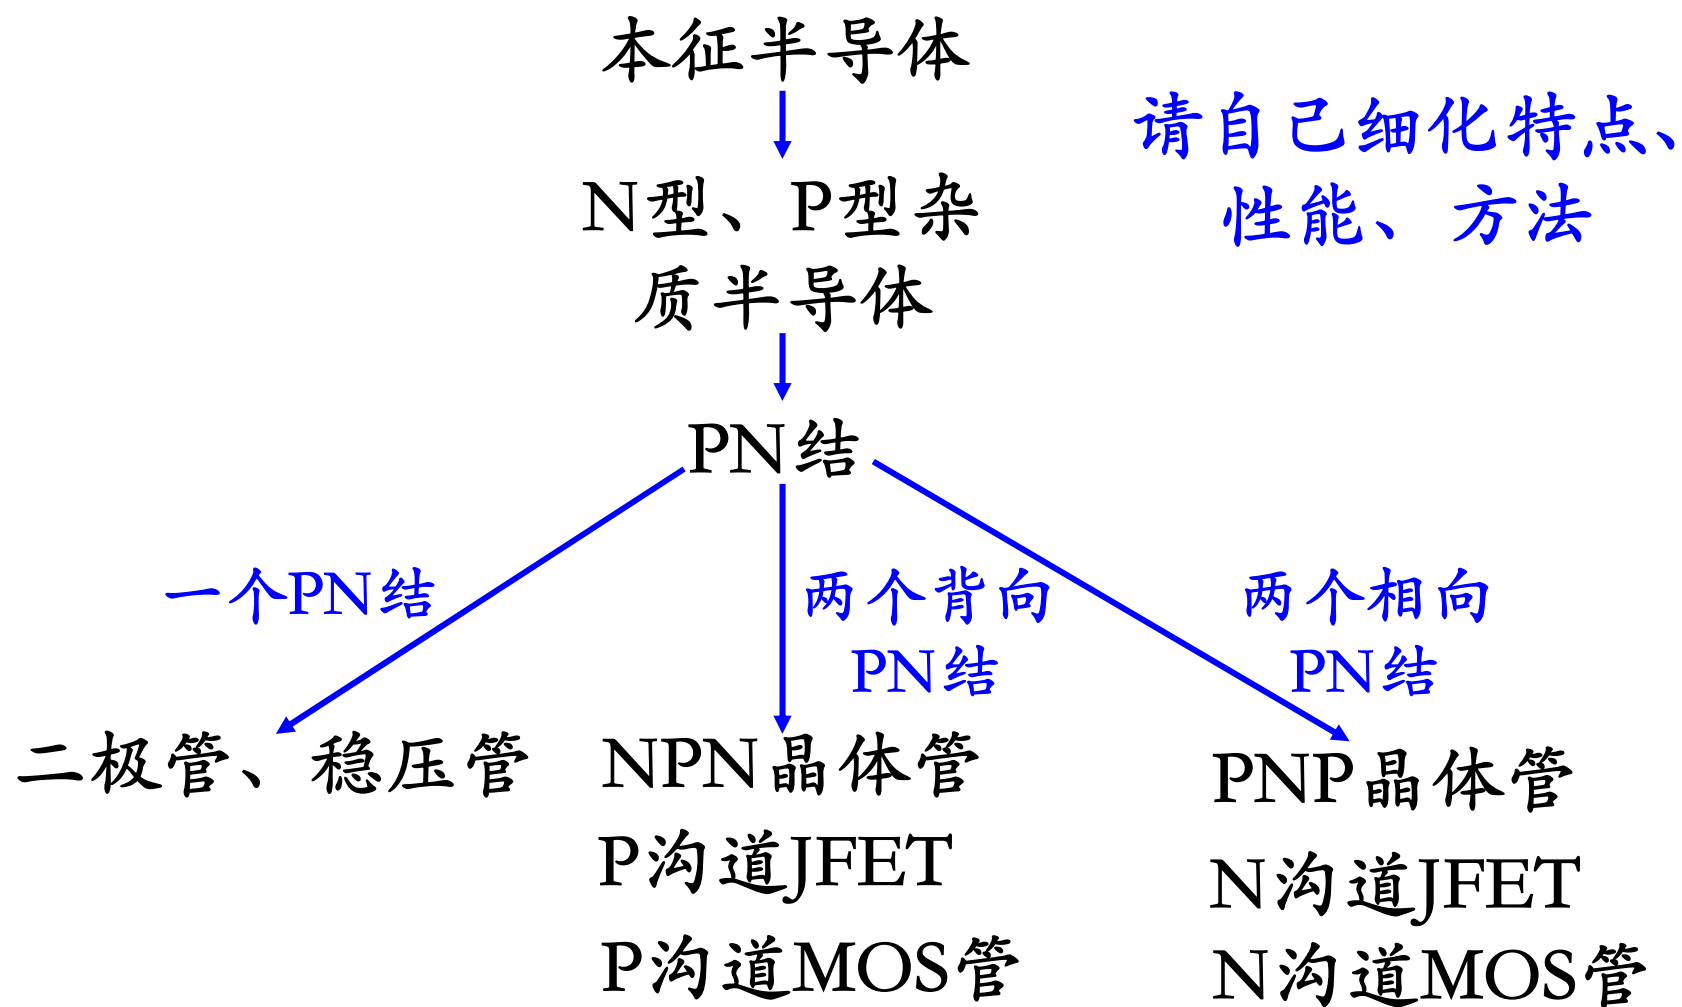 本征半导体
请自己细化特点、
性能、方法
N型、P型杂
质半导体
PN结
一个PN结
两个背向
PN结
两个相向
PN结
二极管、稳压管
NPN晶体管
P沟道JFET
P沟道MOS管
PNP晶体管
N沟道JFET
N沟道MOS管